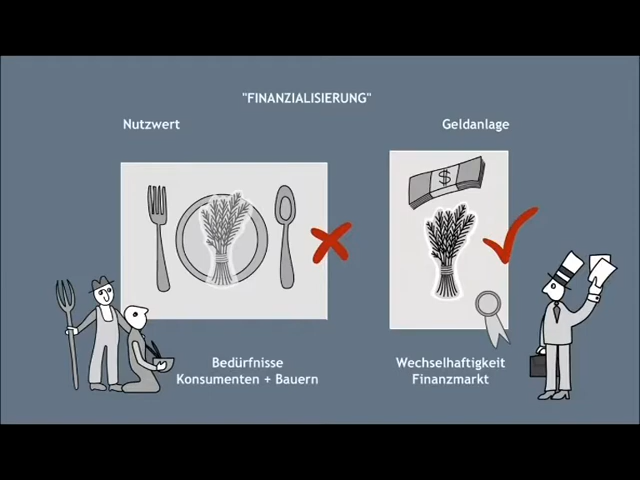 "FINANZIALISIERUNG"
Nutzwert
Geldanlage
$
Bedürfnisse
Konsumenten + Bauern
Wechselhaftigkeit
Finanzmarkt